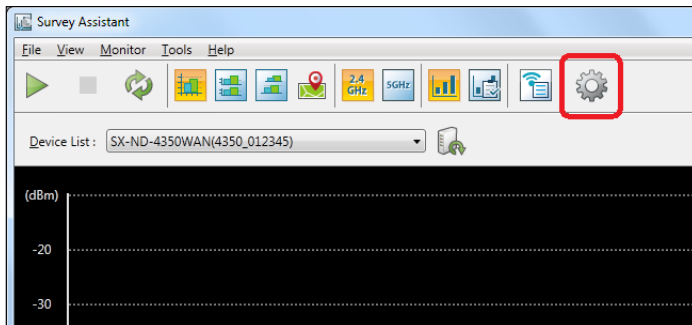 Survey Assistant
File View Monitor Tools Help
2.4 GHz 5GHz
Device List : SX-ND-4350WAN(4350_012345)
(dBm)
-20
-30